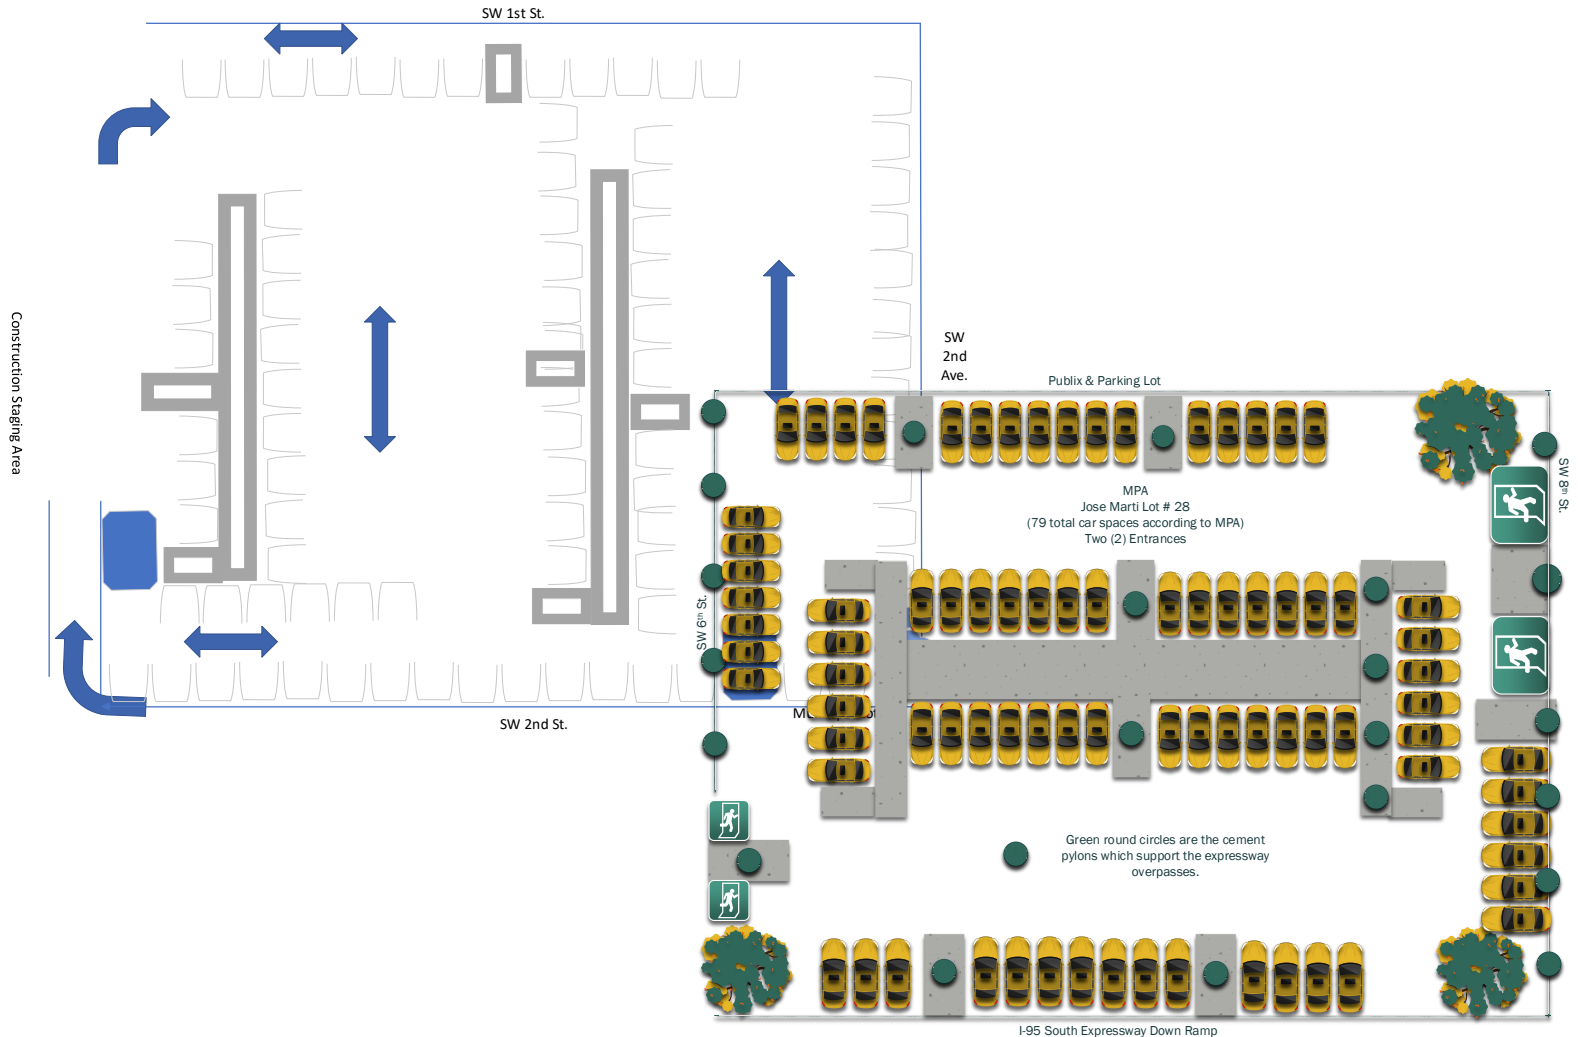 SW 1st St.
Construction Staging Area
SW
2nd
Ave.
Publix & Parking Lot
SW 8th St.
MPA
Jose Marti Lot # 28
(79 total car spaces according to MPA)
Two (2) Entrances
SW 6th St.
SW 2nd St.
Green round circles are the cement
pylons which support the expressway
overpasses.
I-95 South Expressway Down Ramp